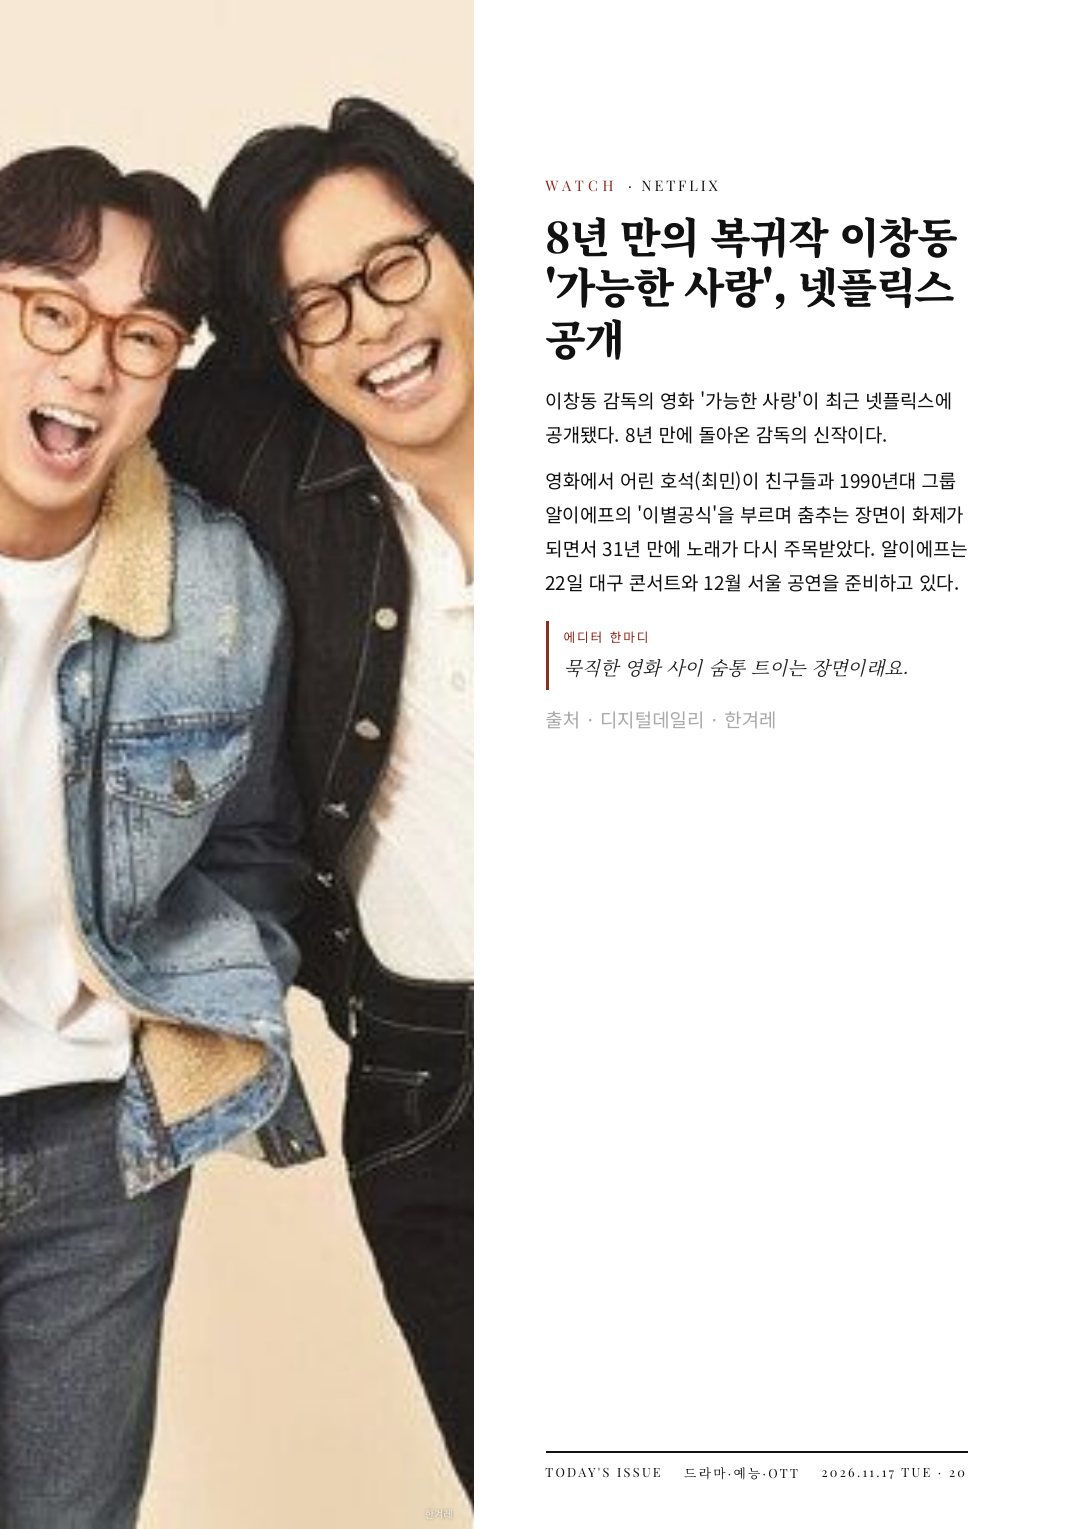 WATCH · NETFLIX
8년 만의 복귀작 이창동
'가능한 사랑', 넷플릭스
공개
이창동 감독의 영화 '가능한 사랑'이 최근 넷플릭스에
공개됐다. 8년 만에 돌아온 감독의 신작이다.
영화에서 어린 호석(최민)이 친구들과 1990년대 그룹
알이에프의 '이별공식'을 부르며 춤추는 장면이 화제가
되면서 31년 만에 노래가 다시 주목받았다. 알이에프는
22일 대구 콘서트와 12월 서울 공연을 준비하고 있다.
에디터 한마디
묵직한 영화 사이 숨통 트이는 장면이래요.
출처 · 디지털데일리 · 한겨레
한겨레
TODAY'S ISSUE 드라마·예능·OTT 2026.11.17 TUE · 20